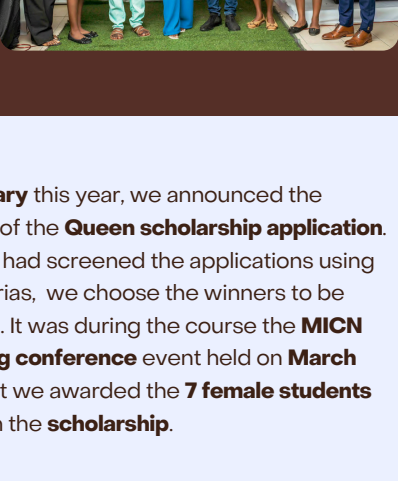 ary this year, we announced the
of the Queen scholarship application.
had screened the applications using
rias, we choose the winners to be
. It was during the course the MICN
g conference event held on March
t we awarded the 7 female students
n the scholarship.